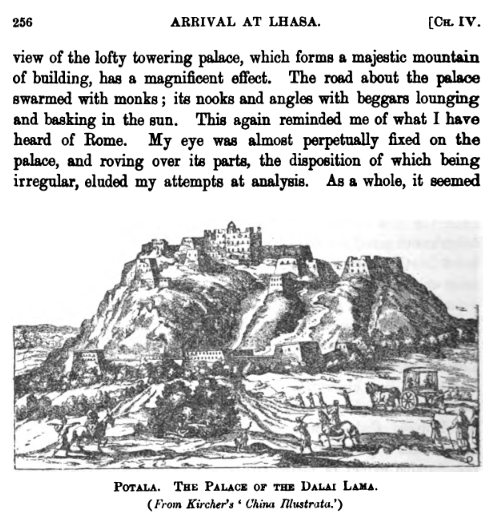 256 ARRIVAL AT LHASA. [CH. IV.
view of the lofty towering palace, which forms a majestic mountain
of building, has a magnificent effect. The road about the palace
swarmed with monks; its nooks and angles with beggars lounging
and basking in the sun. This again reminded me of what I have
heard of Rome. My eye was almost perpetually fixed on the
palace, and roving over its parts, the disposition of which being
irregular, eluded my attempts at analysis. As a whole, it seemed
POTALA. THE PALACE OF THE DALAI LAMA.
(From Kircher's ‘ China Illustrata.’)